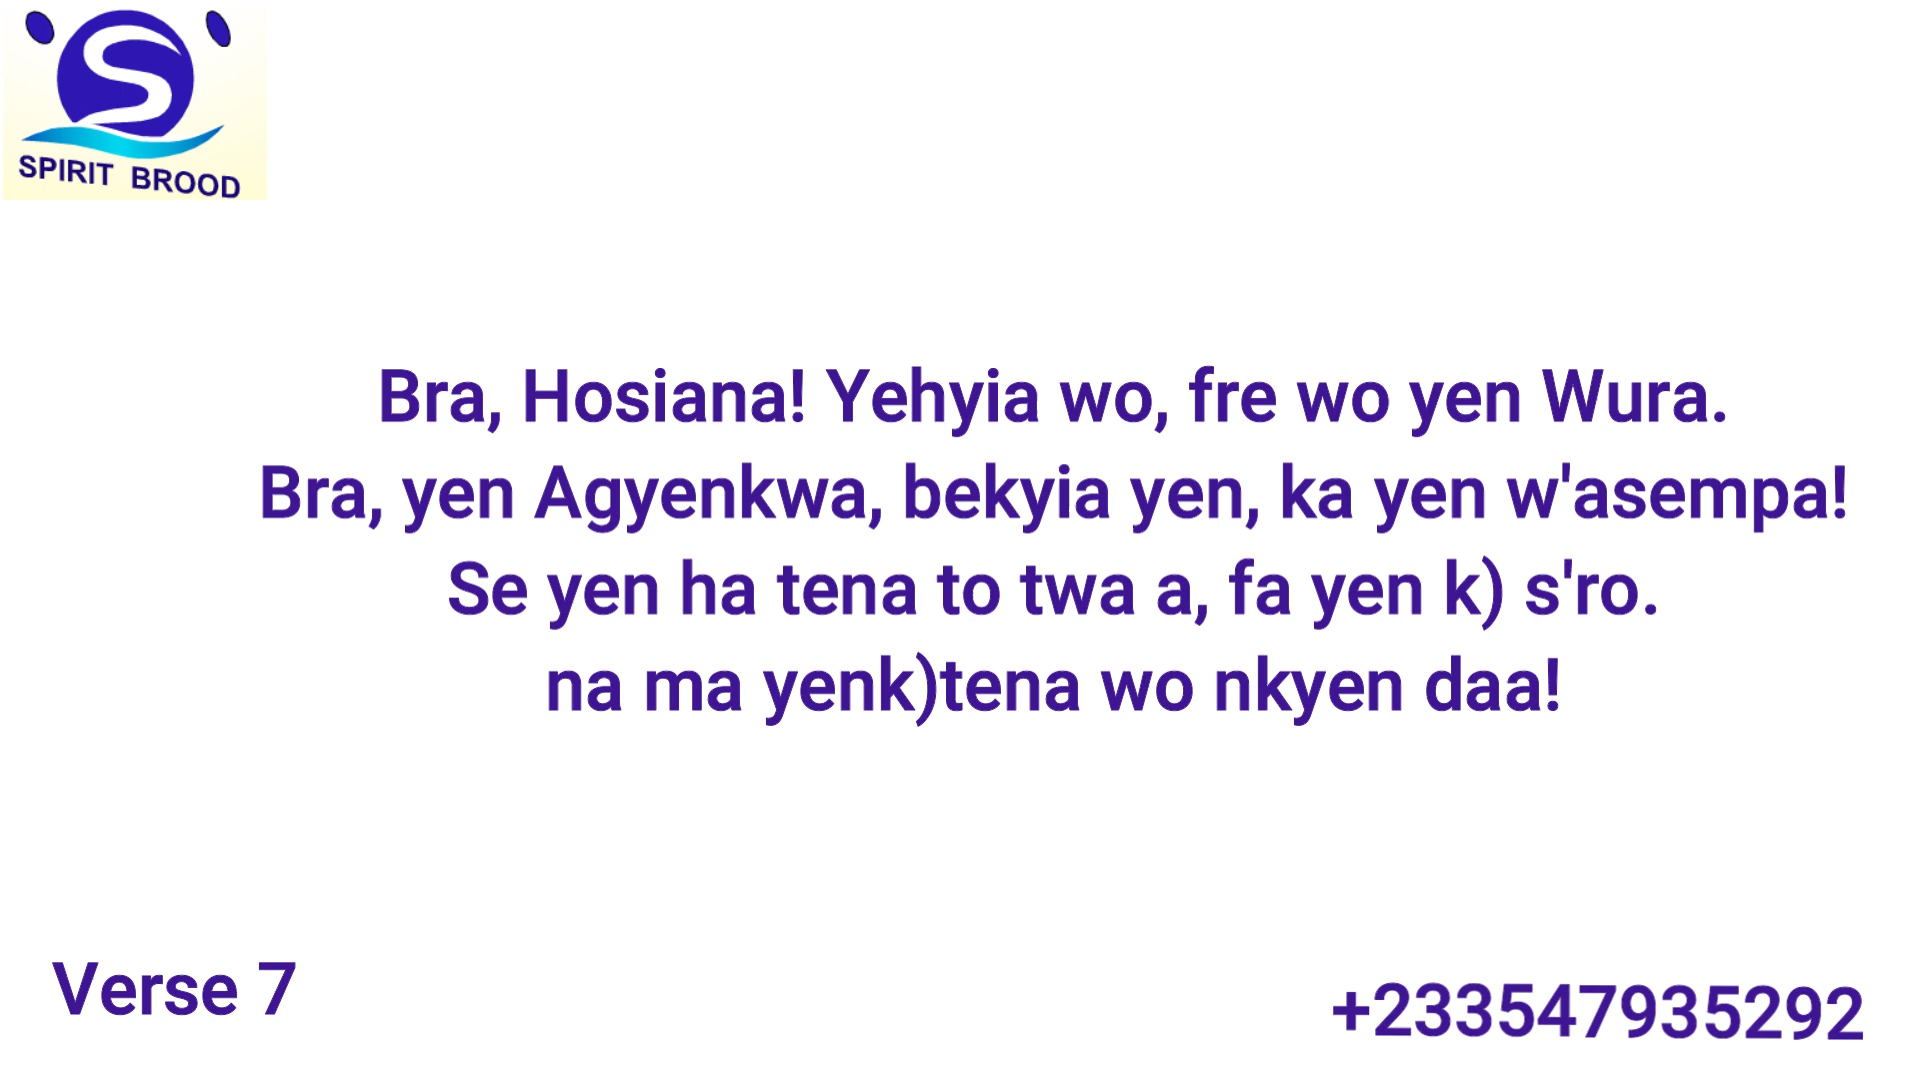 SPIRIT BROOD
Bra, Hosiana! Yehyia wo, fre wo yen Wura.
Bra, yen Agyenkwa, bekyia yen, ka yen w'asempa!
Se yen ha tena to twa a, fa yen k) s'ro.
na ma yenk)tena wo nkyen daa!
Verse 7
+233547935292